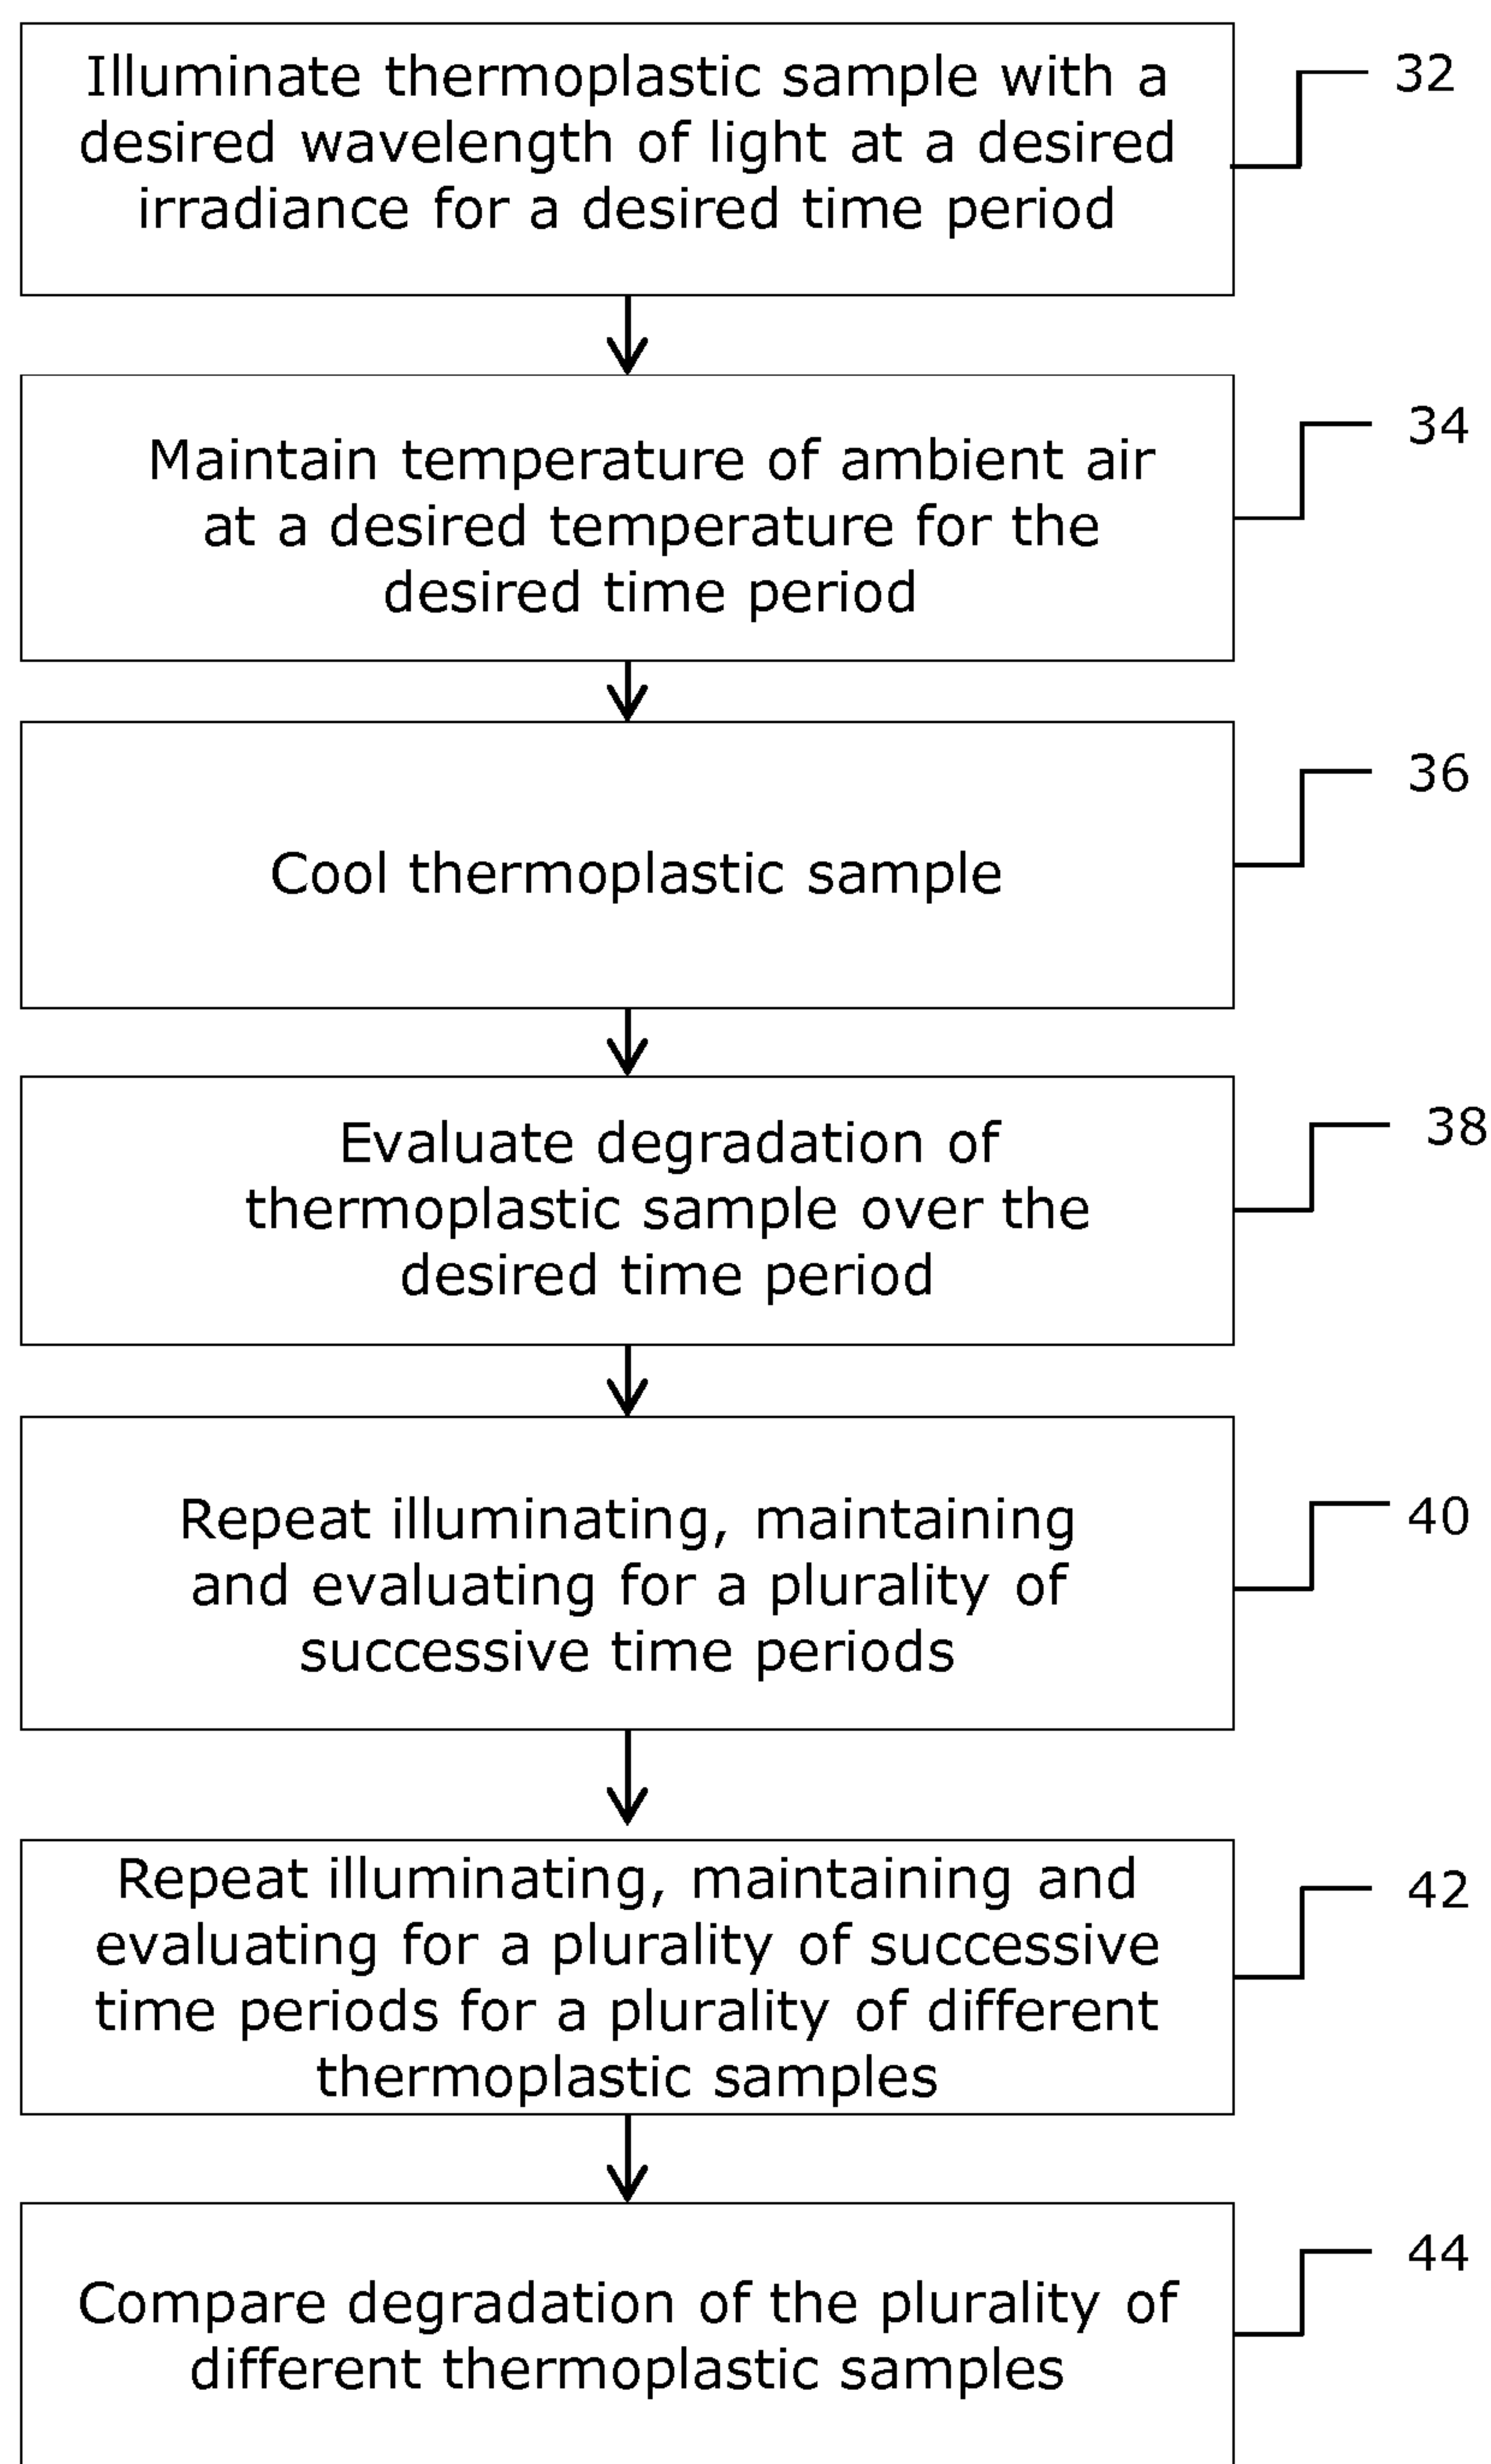 Illuminate thermoplastic sample with a
desired wavelength of light at a desired
irradiance for a desired time period
32
Maintain temperature of ambient air
at a desired temperature for the
desired time period
34
Cool thermoplastic sample
36
Evaluate degradation of
thermoplastic sample over the
desired time period
38
Repeat illuminating, maintaining
and evaluating for a plurality of
successive time periods
40
Repeat illuminating, maintaining and
evaluating for a plurality of successive
time periods for a plurality of different
thermoplastic samples
42
Compare degradation of the plurality of
different thermoplastic samples
44